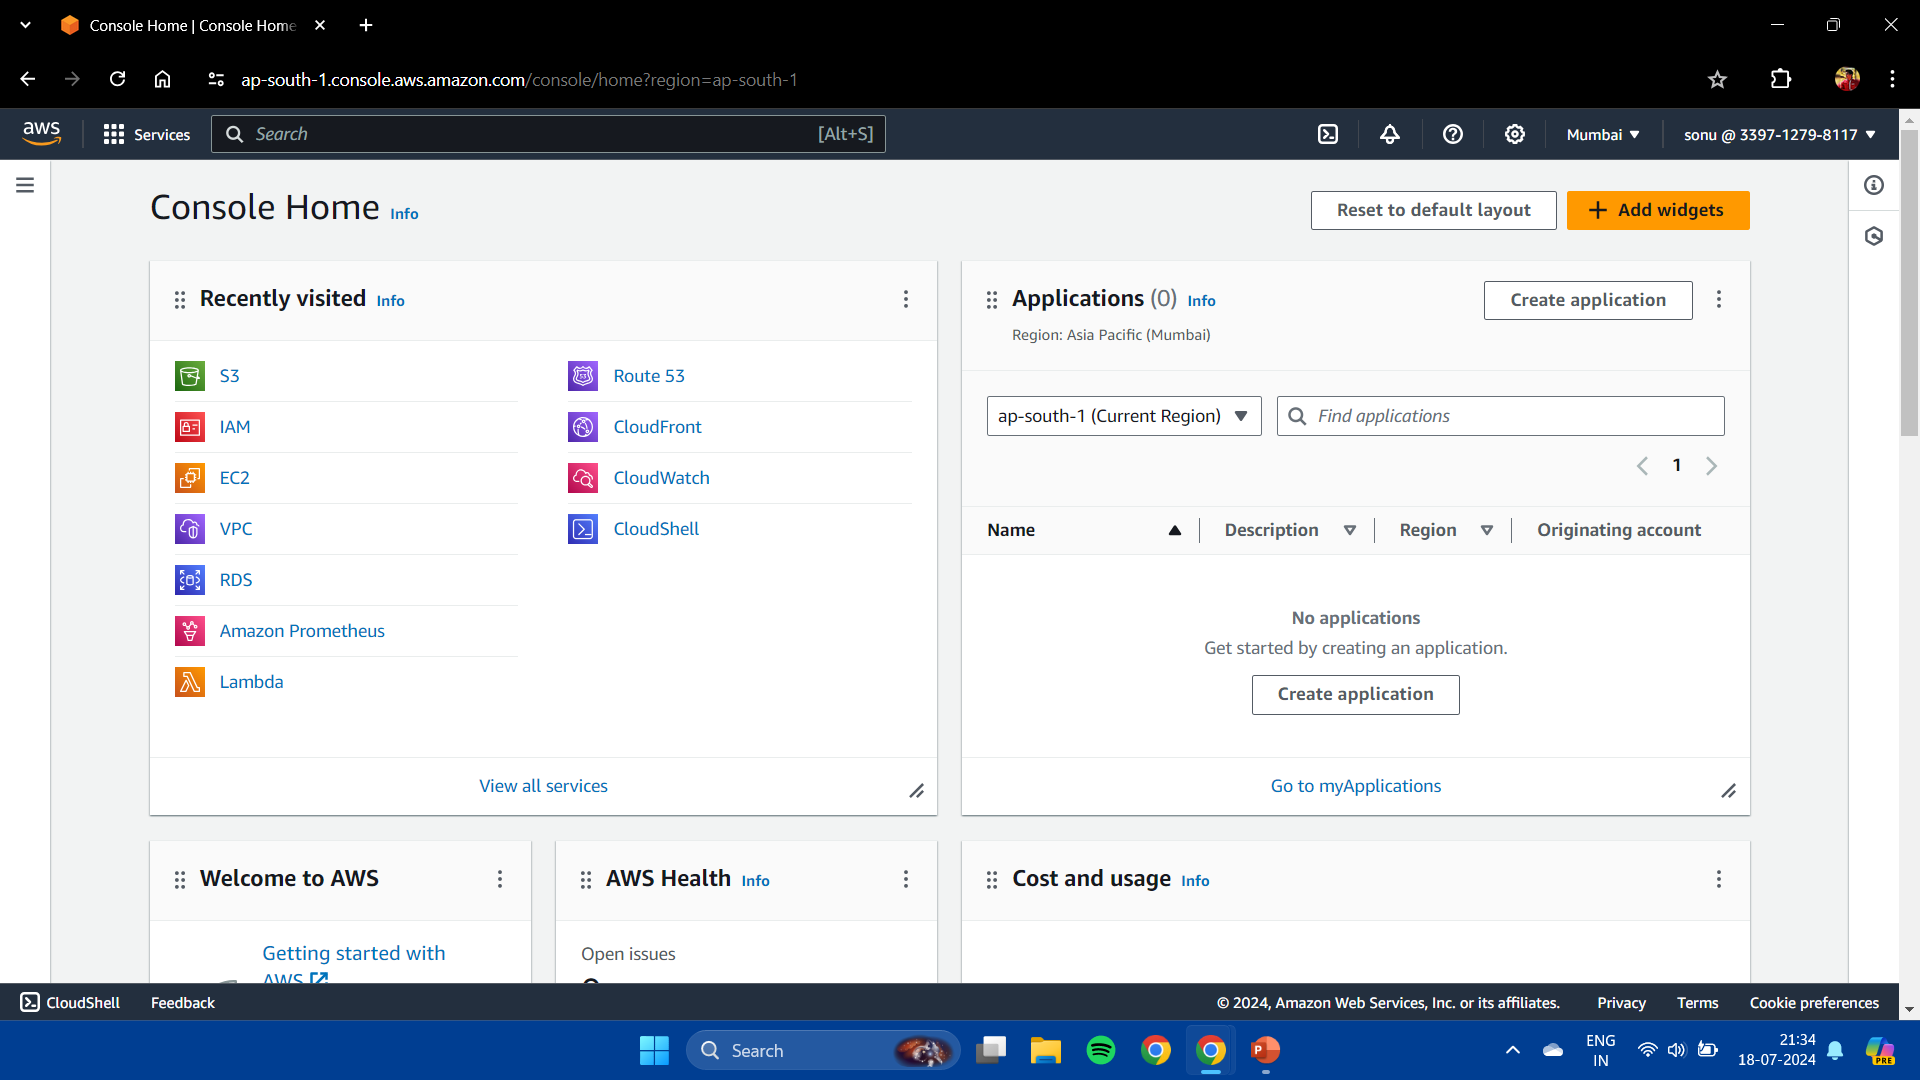 Console Home | Console Home
ap-south-1.console.aws.amazon.com/console/home?region=ap-south-1
aws
Services
Search
[Alt+S]
Mumbai
sonu @ 3397-1279-8117
Console Home Info
Reset to default layout
Add widgets
Recently visited Info
S3
IAM
EC2
VPC
RDS
Amazon Prometheus
Lambda
Route 53
CloudFront
CloudWatch
CloudShell
View all services
Applications (0) Info
Region: Asia Pacific (Mumbai)
Create application
ap-south-1 (Current Region)
Find applications
1
Name
Description
Region
Originating account
No applications
Get started by creating an application.
Create application
Go to myApplications
Welcome to AWS
Getting started with
AWS
AWS Health Info
Open issues
Cost and usage Info
CloudShell
Feedback
© 2024, Amazon Web Services, Inc. or its affiliates.
Privacy
Terms
Cookie preferences
Search
ENG
IN
21:34
18-07-2024
PRE